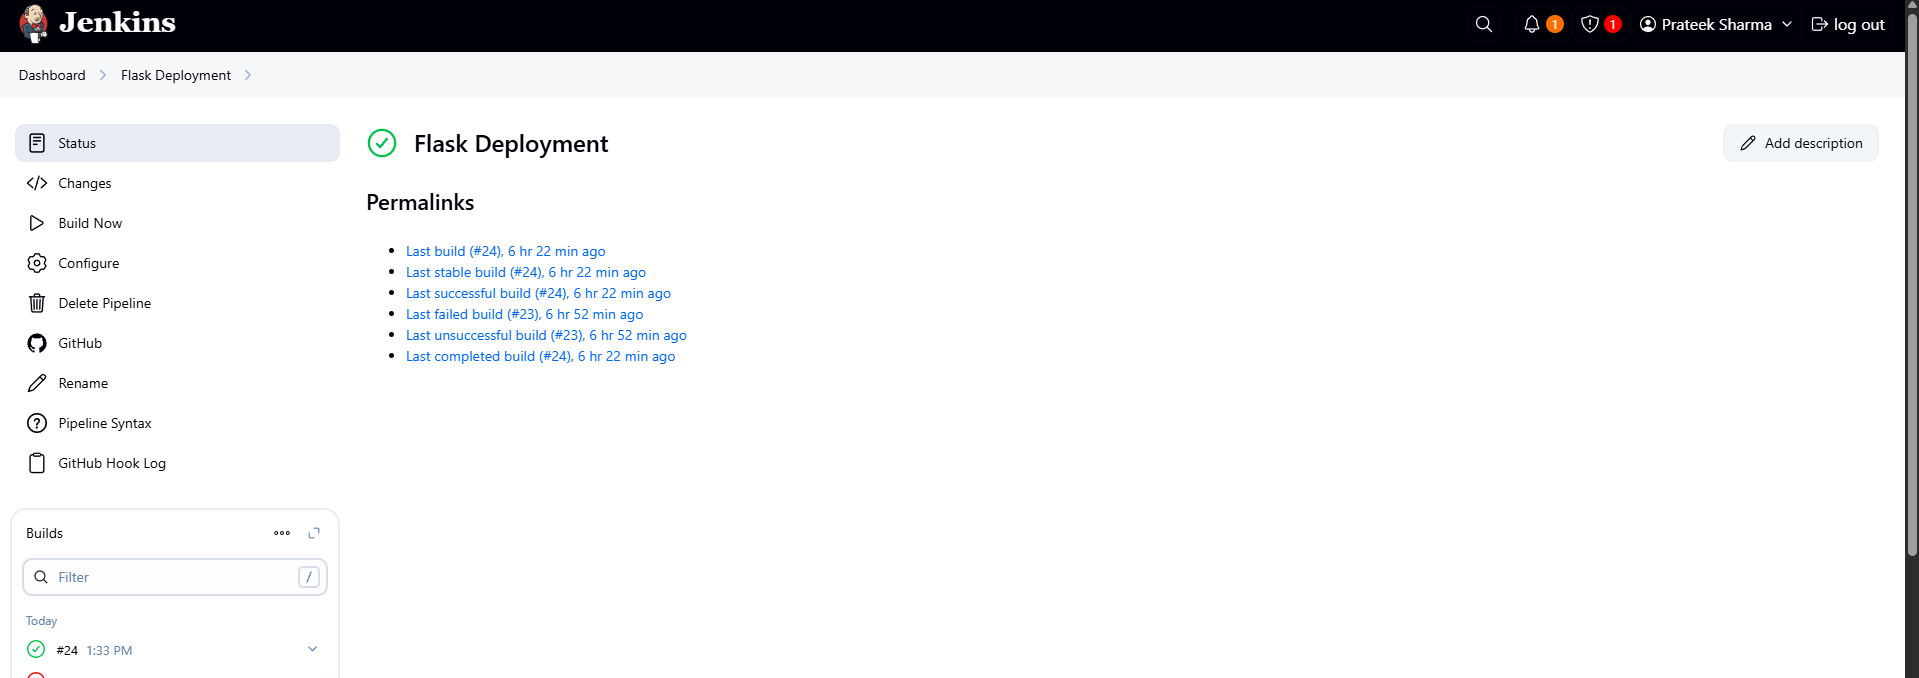 Jenkins
1
1
Prateek Sharma
log out
Dashboard
Flask Deployment
Status
Changes
Build Now
Configure
Delete Pipeline
GitHub
Rename
Pipeline Syntax
GitHub Hook Log
Builds
Filter
/
Today
#24 1:33 PM
Flask Deployment
Add description
Permalinks
Last build (#24), 6 hr 22 min ago
Last stable build (#24), 6 hr 22 min ago
Last successful build (#24), 6 hr 22 min ago
Last failed build (#23), 6 hr 52 min ago
Last unsuccessful build (#23), 6 hr 52 min ago
Last completed build (#24), 6 hr 22 min ago